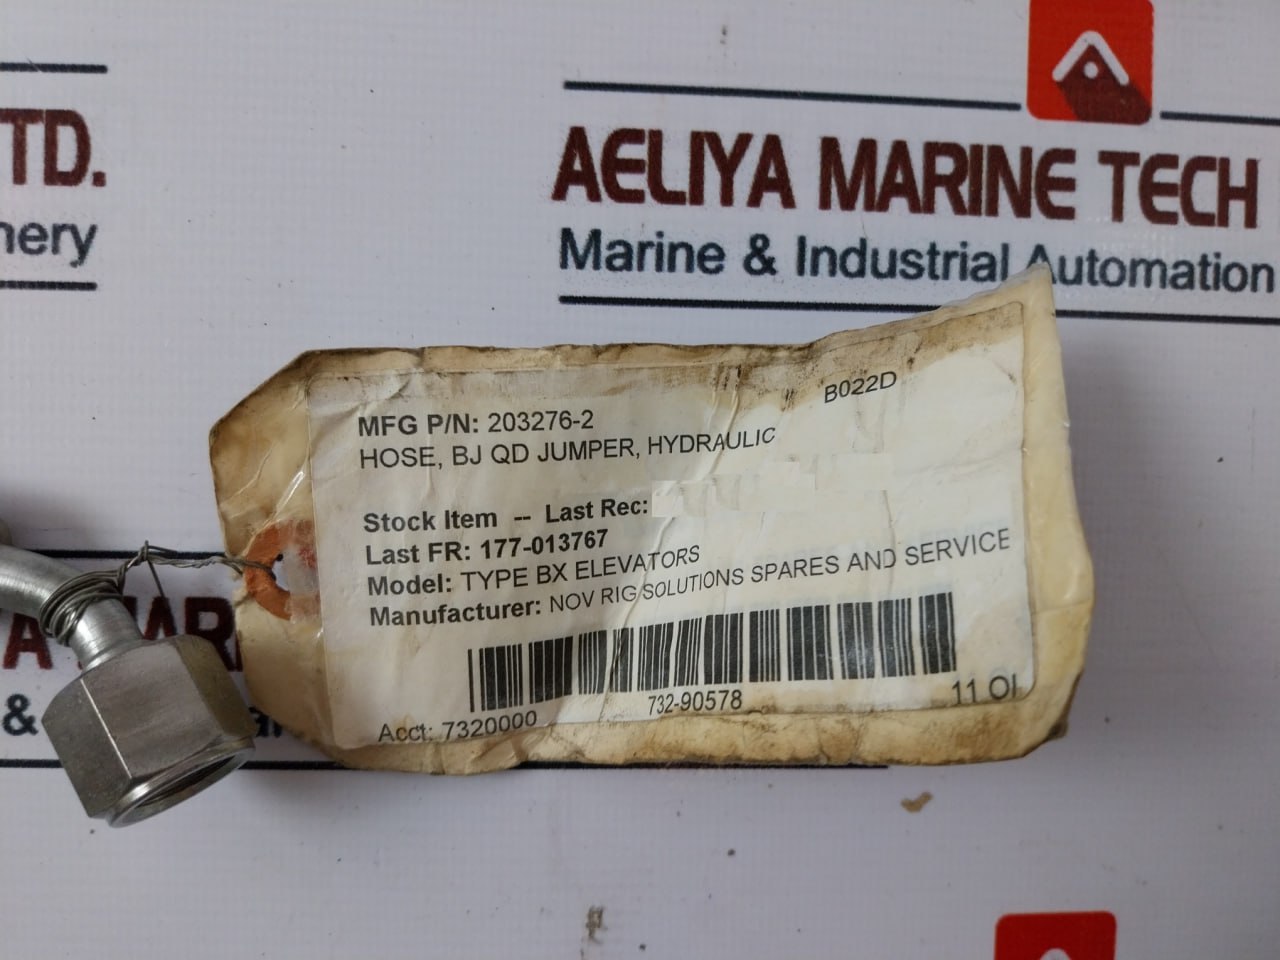 TD.
nery
AELIYA MARINE TECH
Marine & Industrial Automation
B022D
MFG P/N: 203276-2
HOSE, BJ QD JUMPER, HYDRAULIC
Stock Item -- Last Rec:
Last FR: 177-013767
Model: TYPE BX ELEVATORS
Manufacturer: NOV RIG SOLUTIONS SPARES AND SERVICE
732-90578
11 OI
Acct: 7320000
&